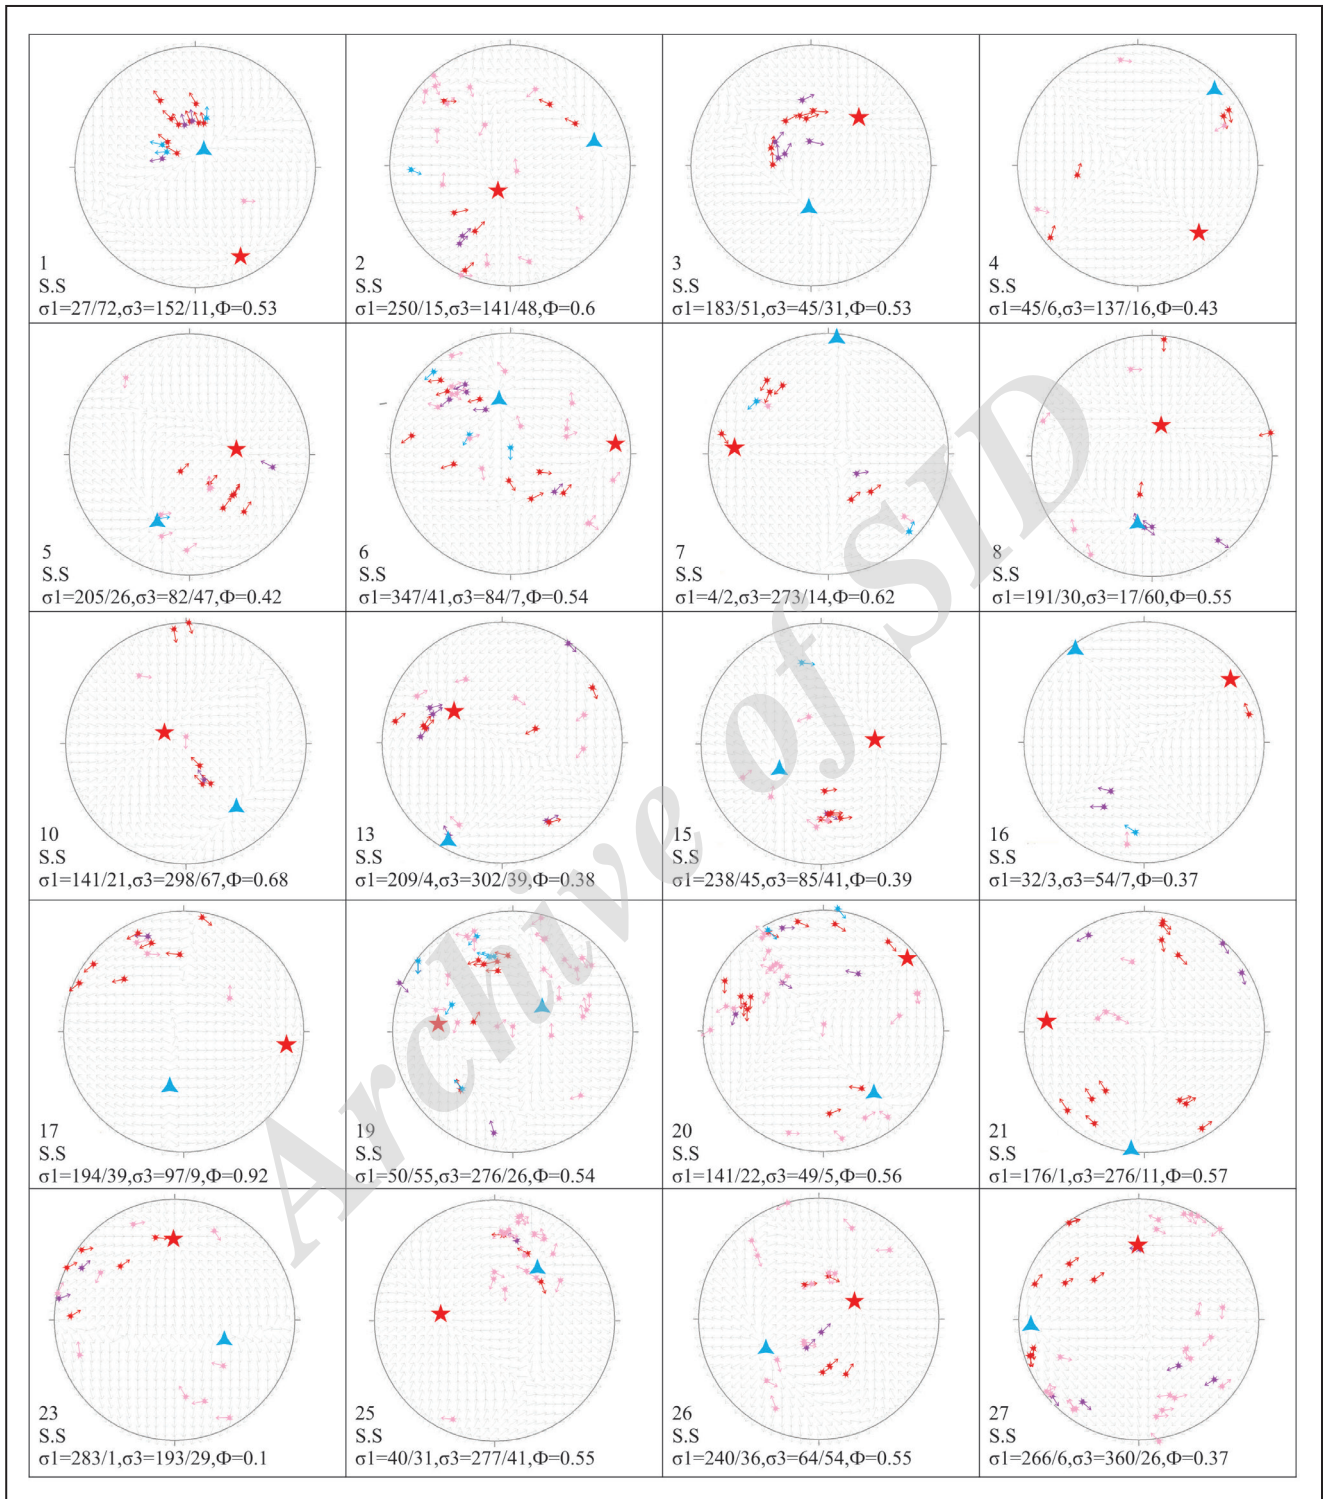 1
S.S
σ1=27/72,σ3=152/11,Φ=0.53
2
S.S
σ1=250/15,σ3=141/48,Φ=0.6
3
S.S
σ1=183/51,σ3=45/31,Φ=0.53
4
S.S
σ1=45/6,σ3=137/16,Φ=0.43
5
S.S
σ1=205/26,σ3=82/47,Φ=0.42
6
S.S
σ1=347/41,σ3=84/7,Φ=0.54
7
S.S
σ1=4/2,σ3=273/14,Φ=0.62
8
S.S
σ1=191/30,σ3=17/60,Φ=0.55
10
S.S
σ1=141/21,σ3=298/67,Φ=0.68
13
S.S
σ1=209/4,σ3=302/39,Φ=0.38
15
S.S
σ1=238/45,σ3=85/41,Φ=0.39
16
S.S
σ1=32/3,σ3=54/7,Φ=0.37
17
S.S
σ1=194/39,σ3=97/9,Φ=0.92
19
S.S
σ1=50/55,σ3=276/26,Φ=0.54
20
S.S
σ1=141/22,σ3=49/5,Φ=0.56
21
S.S
σ1=176/1,σ3=276/11,Φ=0.57
23
S.S
σ1=283/1,σ3=193/29,Φ=0.1
25
S.S
σ1=40/31,σ3=277/41,Φ=0.55
26
S.S
σ1=240/36,σ3=64/54,Φ=0.55
27
S.S
σ1=266/6,σ3=360/26,Φ=0.37
Archive of SID